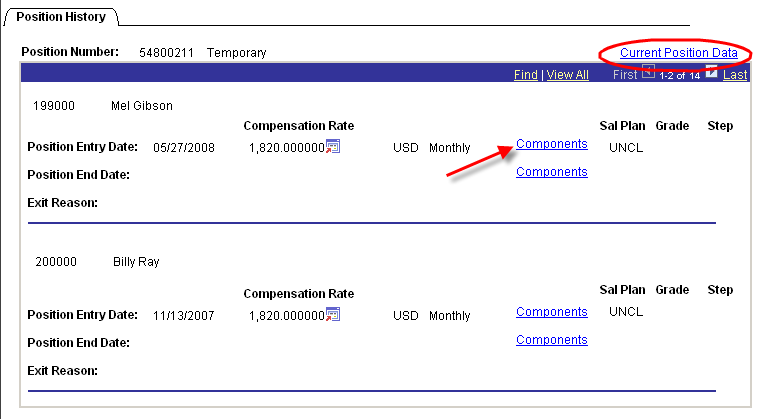 Position History
Position Number: 54800211 Temporary Current Position Data
Find | View All First 1-2 of 14 Last
199000 Mel Gibson
Compensation Rate Sal Plan Grade Step
Position Entry Date: 05/27/2008 1,820.000000 USD Monthly Components UNCL
Position End Date: Components
Exit Reason:
200000 Billy Ray
Compensation Rate Sal Plan Grade Step
Position Entry Date: 11/13/2007 1,820.000000 USD Monthly Components UNCL
Position End Date: Components
Exit Reason: